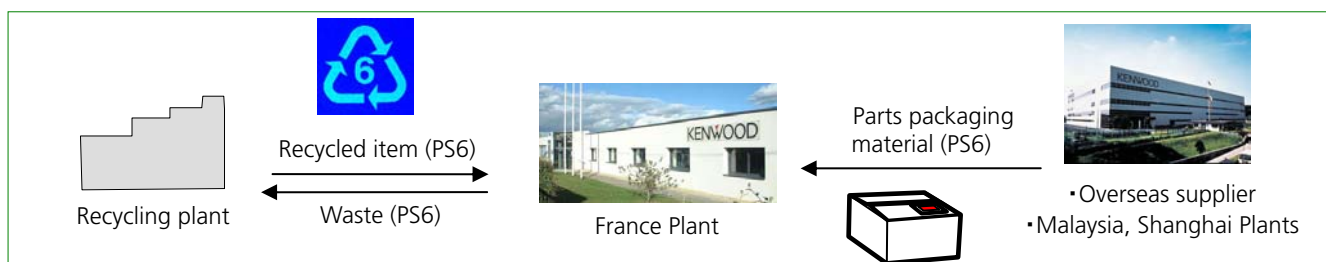 6
Recycled item (PS6)
Waste (PS6)
Recycling plant
KENWOOD
France Plant
Parts packaging
material (PS6)
KENWOOD
・Overseas supplier
・Malaysia, Shanghai Plants